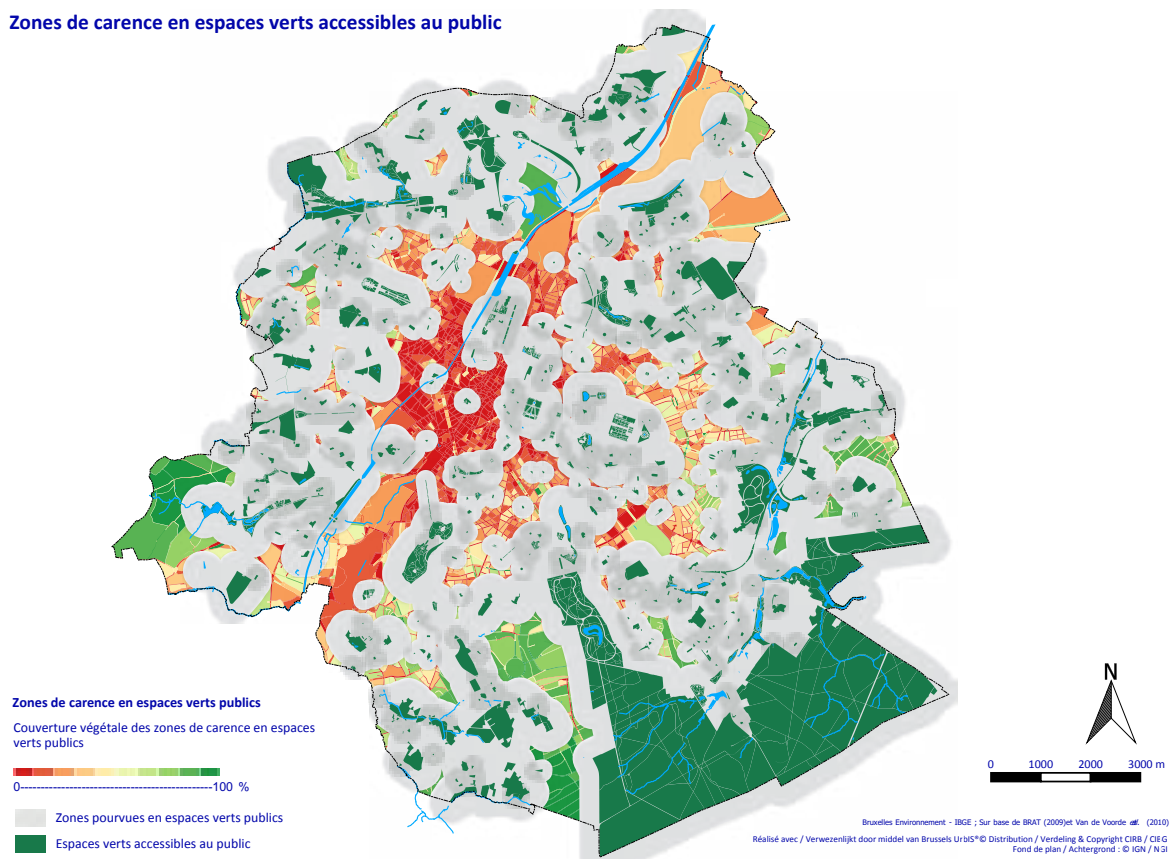 Zones de carence en espaces verts accessibles au public
N
Zones de carence en espaces verts publics
Couverture végétale des zones de carence en espaces
verts publics
0-----------------------------------------100 %
Zones pourvues en espaces verts publics
Espaces verts accessibles au public
0 1000 2000 3000 m
Bruxelles Environnement - IBGE ; Sur base de BRAT (2009)et Van de Voorde et al. (2010)
Réalisé avec / Verwezenlijkt door middel van Brussels UrbIS®© Distribution / Verdeling & Copyright CIRB / CIEG
Fond de plan / Achtergrond : © IGN / NGI